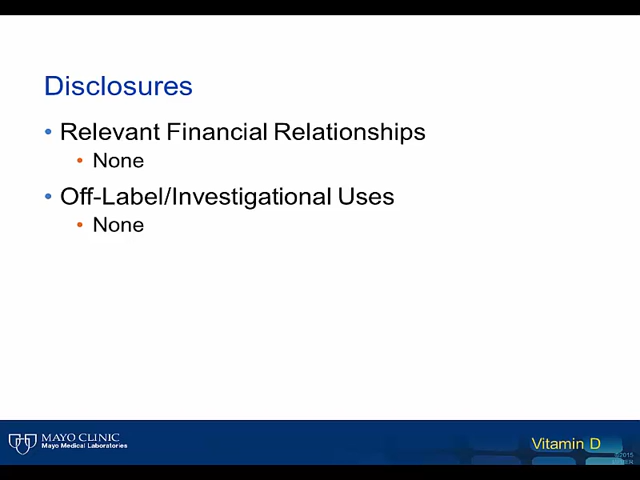 Disclosures
• Relevant Financial Relationships
• None
• Off-Label/Investigational Uses
• None
MAYO CLINIC
Mayo Medical Laboratories
Vitamin D
©2015